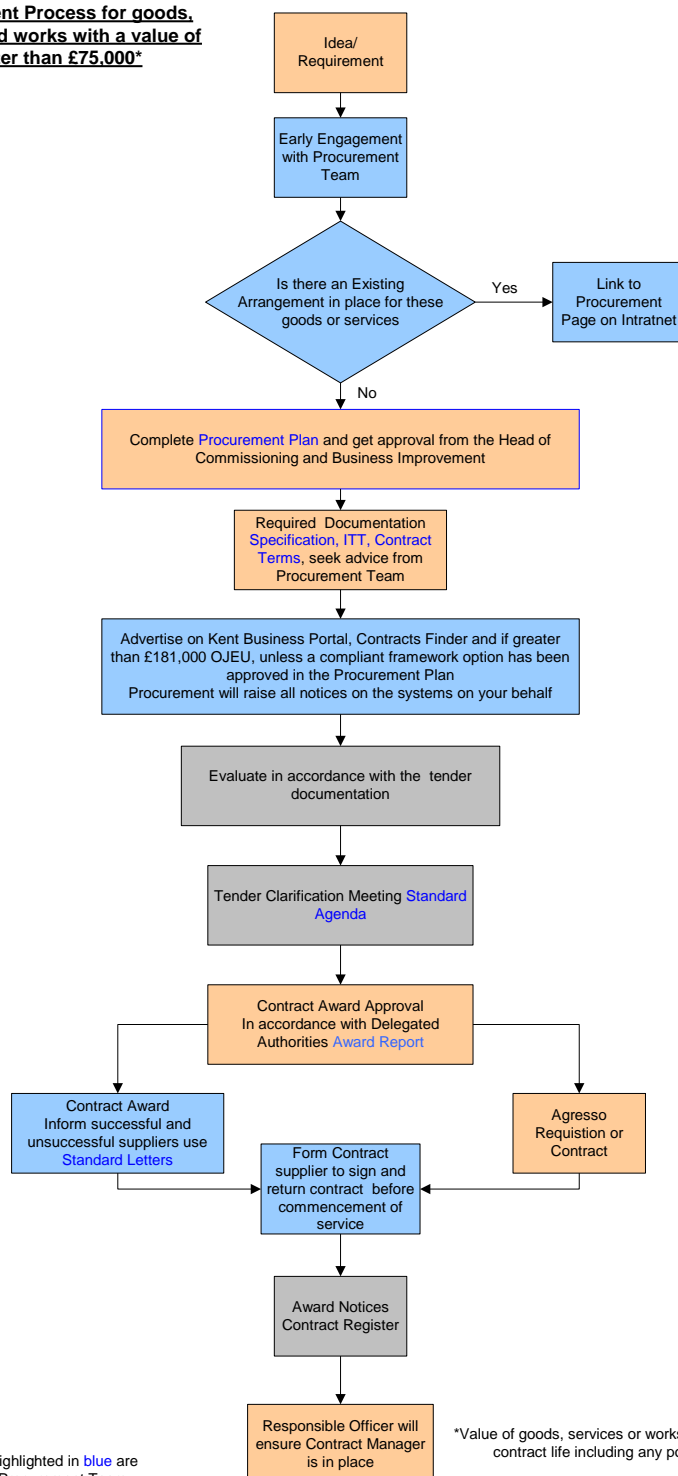 ent Process for goods,
d works with a value of
er than £75,000*
Idea/
Requirement
Early Engagement
with Procurement
Team
Is there an Existing
Arrangement in place for these
goods or services
Yes
Link to
Procurement
Page on Intratnet
No
Complete Procurement Plan and get approval from the Head of
Commissioning and Business Improvement
Required Documentation
Specification, ITT, Contract
Terms, seek advice from
Procurement Team
Advertise on Kent Business Portal, Contracts Finder and if greater
than £181,000 OJEU, unless a compliant framework option has been
approved in the Procurement Plan
Procurement will raise all notices on the systems on your behalf
Evaluate in accordance with the tender
documentation
Tender Clarification Meeting Standard
Agenda
Contract Award Approval
In accordance with Delegated
Authorities Award Report
Contract Award
Inform successful and
unsuccessful suppliers use
Standard Letters
Agresso
Requistion or
Contract
Form Contract
supplier to sign and
return contract before
commencement of
service
Award Notices
Contract Register
Responsible Officer will
ensure Contract Manager
is in place
*Value of goods, services or works
contract life including any po
ighlighted in blue are